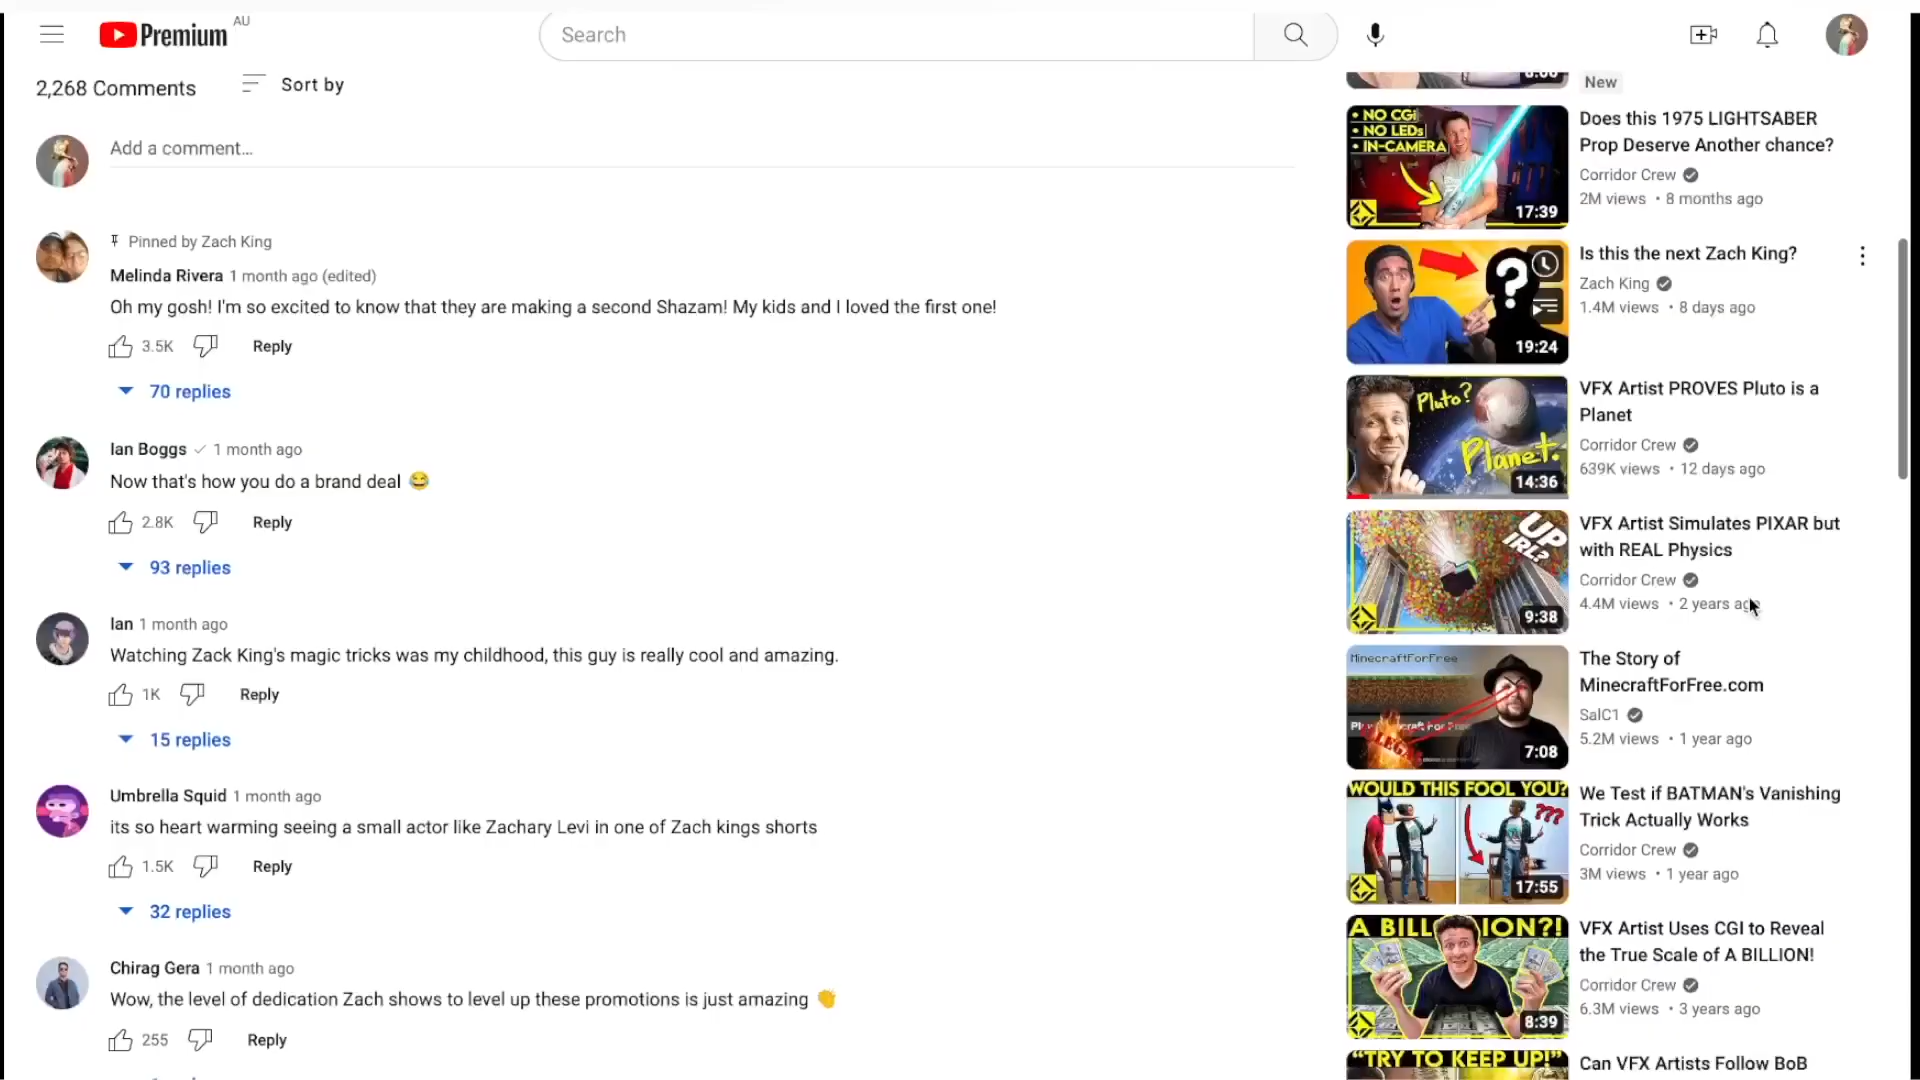 Premium AU
Search
2,268 Comments
Sort by
Add a comment...
Pinned by Zach King
Melinda Rivera 1 month ago (edited)
Oh my gosh! I'm so excited to know that they are making a second Shazam! My kids and I loved the first one!
3.5K
Reply
70 replies
Ian Boggs 1 month ago
Now that's how you do a brand deal 😂
2.8K
Reply
93 replies
Ian 1 month ago
Watching Zack King's magic tricks was my childhood, this guy is really cool and amazing.
1K
Reply
15 replies
Umbrella Squid 1 month ago
its so heart warming seeing a small actor like Zachary Levi in one of Zach kings shorts
1.5K
Reply
32 replies
Chirag Gera 1 month ago
Wow, the level of dedication Zach shows to level up these promotions is just amazing 👏
255
Reply
8:06
New
• NO CGi
• NO LEDs
• IN-CAMERA
17:39
Does this 1975 LIGHTSABER
Prop Deserve Another chance?
Corridor Crew
2M views • 8 months ago
?
19:24
Is this the next Zach King?
Zach King
1.4M views • 8 days ago
Pluto?
Planet.
14:36
VFX Artist PROVES Pluto is a
Planet
Corridor Crew
639K views • 12 days ago
UP
IRL?
9:38
VFX Artist Simulates PIXAR but
with REAL Physics
Corridor Crew
4.4M views • 2 years ago
MinecraftForFree
7:08
The Story of
MinecraftForFree.com
SalC1
5.2M views • 1 year ago
WOULD THIS FOOL YOU?
???
17:55
We Test if BATMAN's Vanishing
Trick Actually Works
Corridor Crew
3M views • 1 year ago
A BILLION?!
8:39
VFX Artist Uses CGI to Reveal
the True Scale of A BILLION!
Corridor Crew
6.3M views • 3 years ago
"TRY TO KEEP UP!"
Can VFX Artists Follow BoB